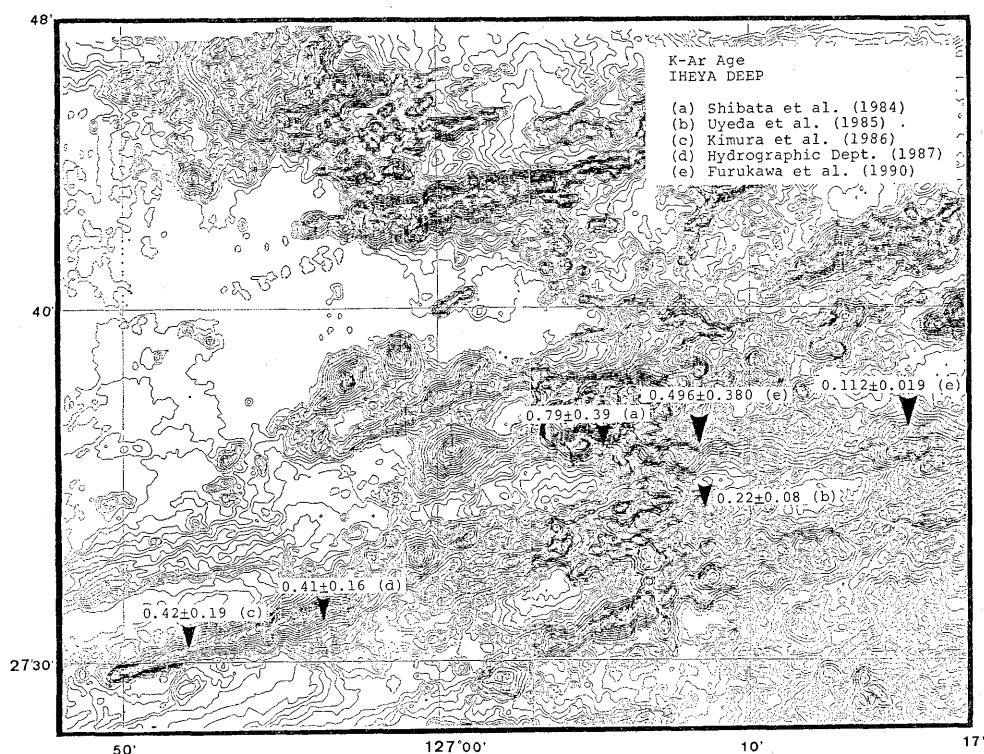 48'
K-Ar Age
IHEYA DEEP
(a) Shibata et al. (1984)
(b) Uyeda et al. (1985) .
(c) Kimura et al. (1986)
(d) Hydrographic Dept. (1987)
(e) Furukawa et al. (1990)
40'
0.112±0.019 (e)
0.496±0.380 (e)
0.79±0.39 (a)
0.22±0.08 (b)
0.41±0.16 (d)
0.42±0.19 (c)
27°30'
50'
127°00'
10'
17'